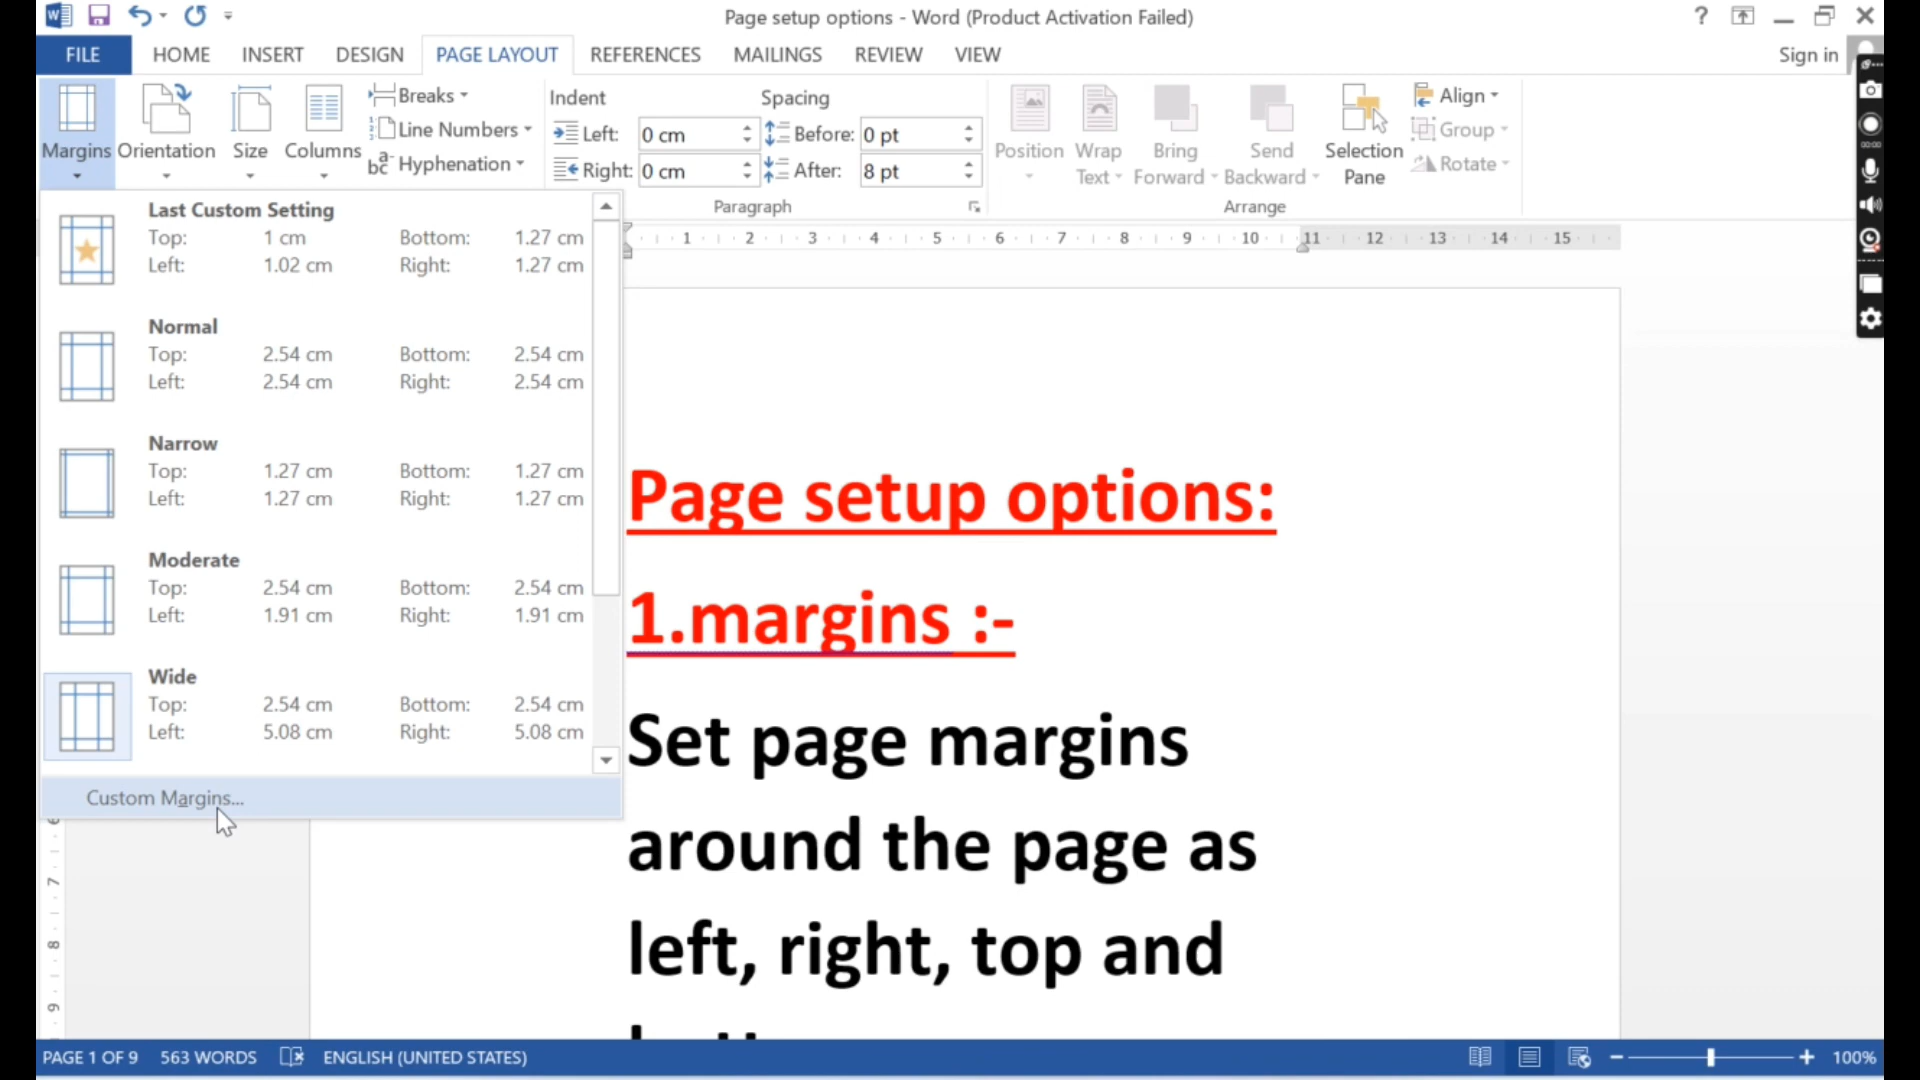 Page setup options - Word (Product Activation Failed)
FILE HOME INSERT DESIGN PAGE LAYOUT REFERENCES MAILINGS REVIEW VIEW Sign in
Margins Orientation Size Columns
Breaks
Line Numbers
Hyphenation
Indent Spacing
Left: 0 cm Before: 0 pt
Right: 0 cm After: 8 pt
Paragraph
Position Wrap Text Bring Forward Send Backward Selection Pane
Align
Group
Rotate
Arrange
00:00
Last Custom Setting
Top: 1 cm Bottom: 1.27 cm
Left: 1.02 cm Right: 1.27 cm
Normal
Top: 2.54 cm Bottom: 2.54 cm
Left: 2.54 cm Right: 2.54 cm
Narrow
Top: 1.27 cm Bottom: 1.27 cm
Left: 1.27 cm Right: 1.27 cm
Moderate
Top: 2.54 cm Bottom: 2.54 cm
Left: 1.91 cm Right: 1.91 cm
Wide
Top: 2.54 cm Bottom: 2.54 cm
Left: 5.08 cm Right: 5.08 cm
Custom Margins...
1 2 3 4 5 6 7 8 9 10 11 12 13 14 15
7
8
9
Page setup options:
1.margins :-
Set page margins
around the page as
left, right, top and
PAGE 1 OF 9 563 WORDS ENGLISH (UNITED STATES) 100%